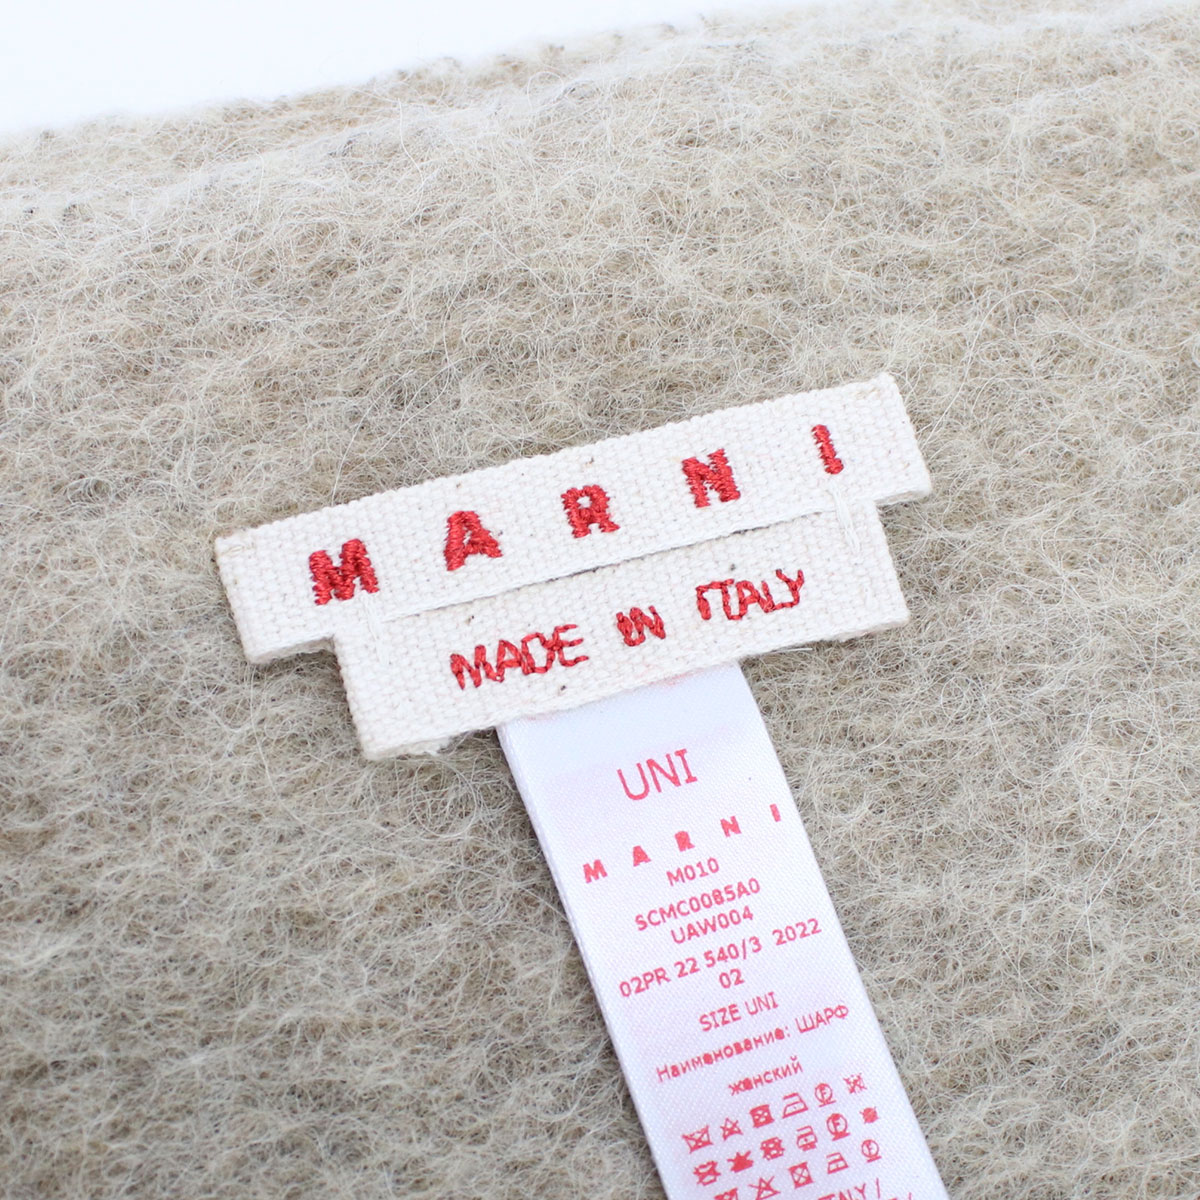 MARNI
MADE IN ITALY
UNI
MARNI
M010
SCMC0085A0
UAW004
02PR 22 540/3 2022
02
SIZE UNI
Наименование: ШАРФ
женский
ITALY /